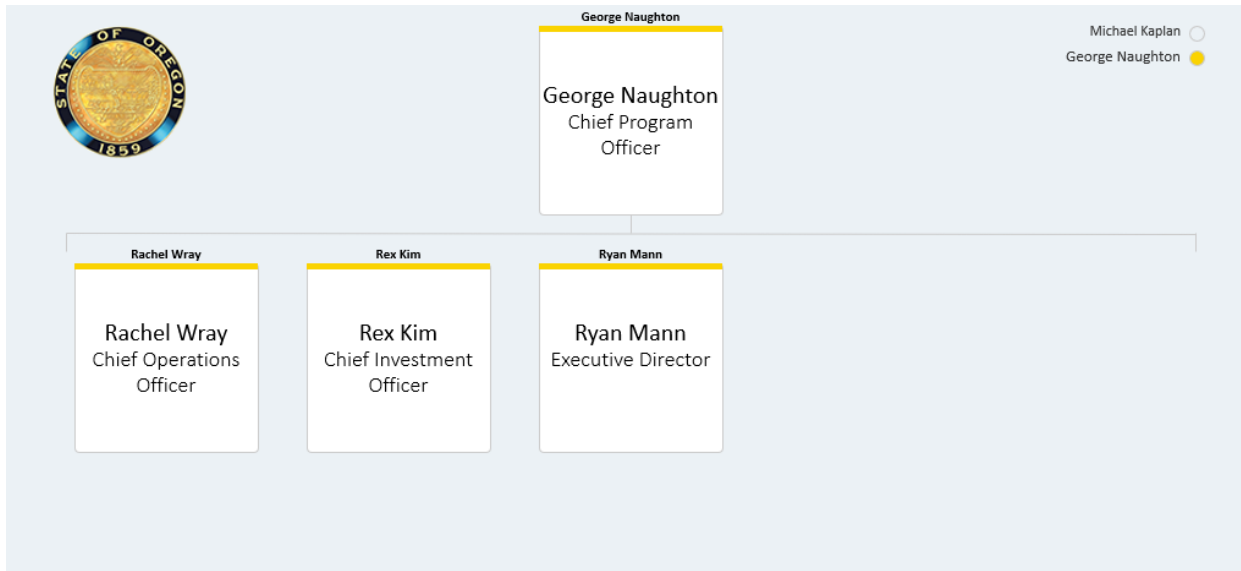 George Naughton
Michael Kaplan
George Naughton
STATE OF OREGON
1859
George Naughton
Chief Program
Officer
Rachel Wray
Rex Kim
Ryan Mann
Rachel Wray
Chief Operations
Officer
Rex Kim
Chief Investment
Officer
Ryan Mann
Executive Director